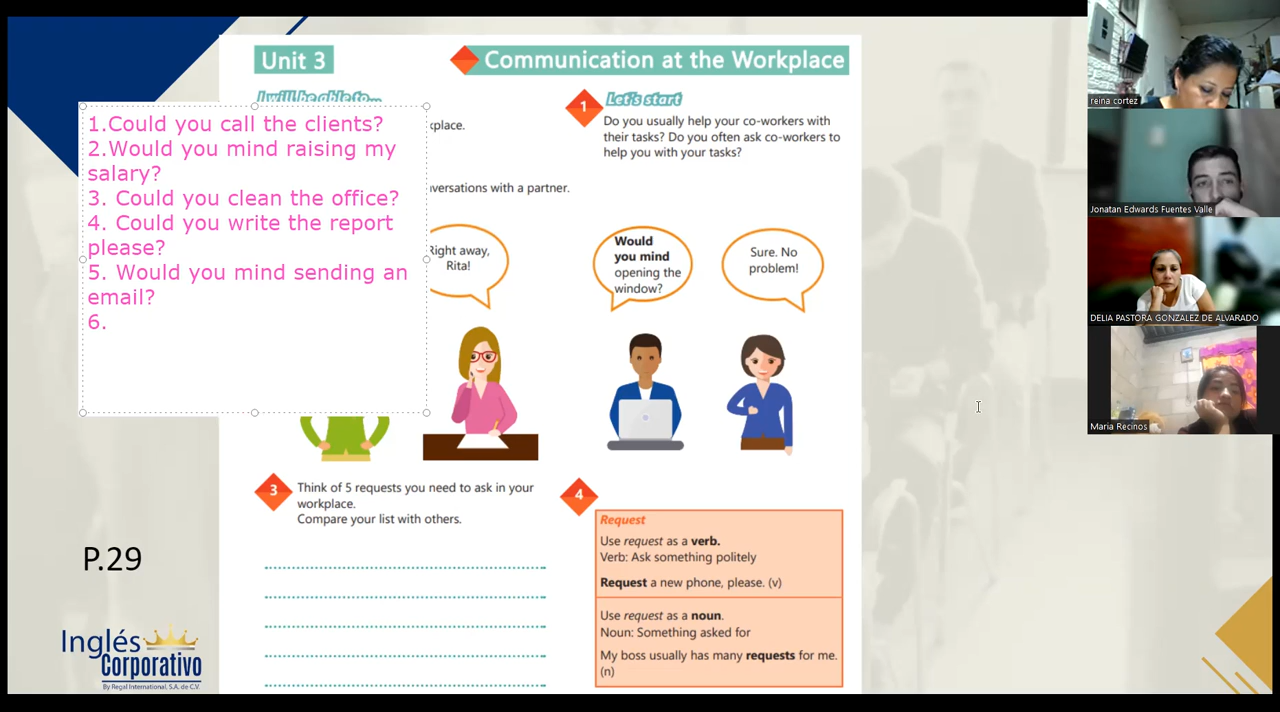 Unit 3
Communication at the Workplace
I will be able to...
kplace.
versations with a partner.
1.Could you call the clients?
2.Would you mind raising my
salary?
3. Could you clean the office?
4. Could you write the report
please?
5. Would you mind sending an
email?
6.
1
Let's start
Do you usually help your co-workers with
their tasks? Do you often ask co-workers to
help you with your tasks?
Right away,
Rita!
Would
you mind
opening the
window?
Sure. No
problem!
3
Think of 5 requests you need to ask in your
workplace.
Compare your list with others.
4
Request
Use request as a verb.
Verb: Ask something politely
Request a new phone, please. (v)
Use request as a noun.
Noun: Something asked for
My boss usually has many requests for me.
(n)
P.29
Inglés
Corporativo
By Regal International, S.A. de C.V.
reina cortez
Jonatan Edwards Fuentes Valle
DELIA PASTORA GONZALEZ DE ALVARADO
Maria Recinos